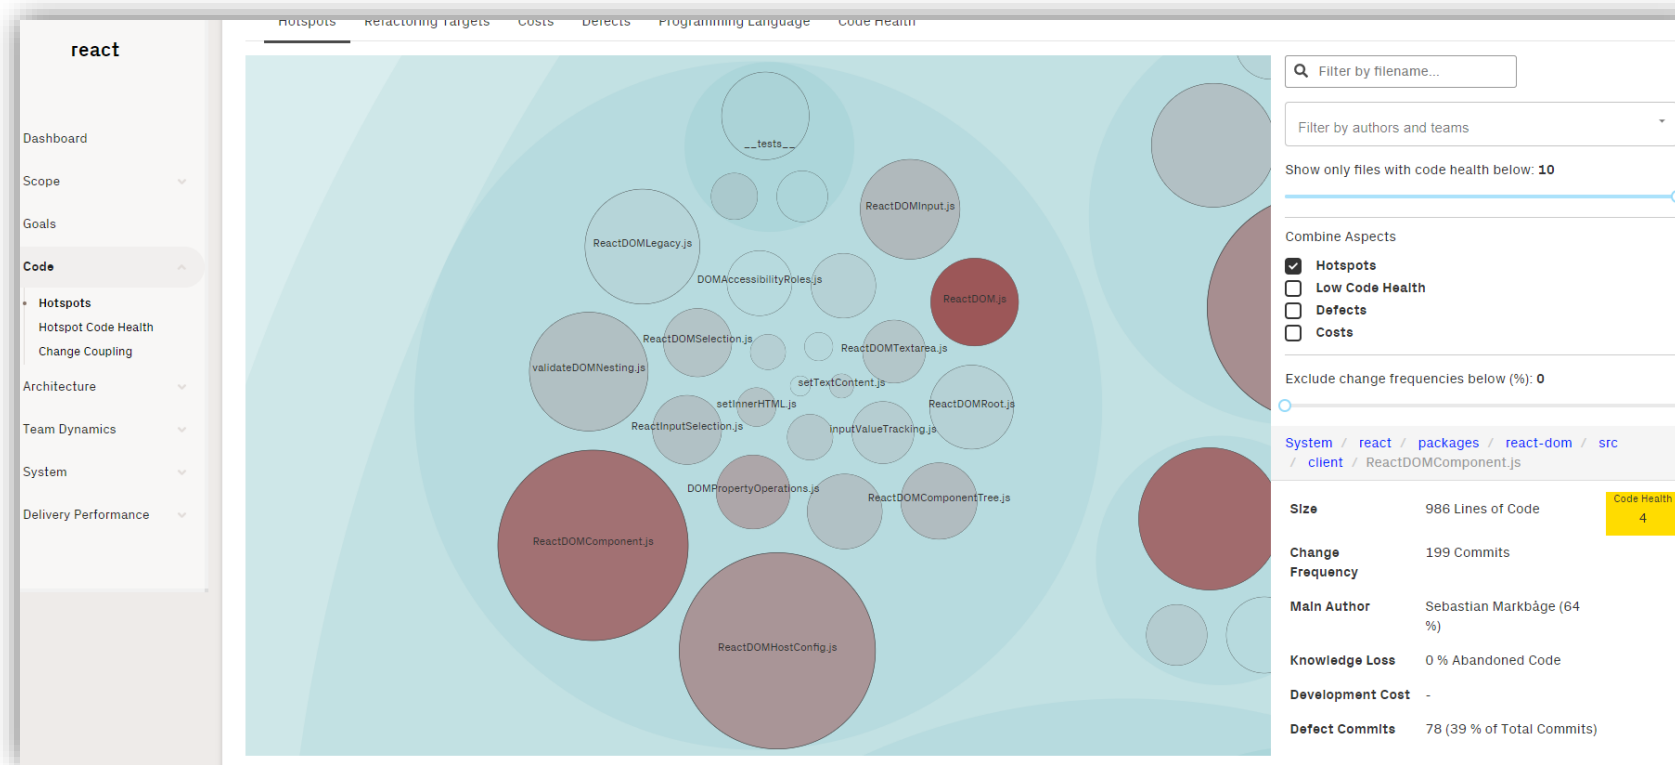 react
Dashboard
Scope
Goals
Code
Hotspots
Hotspot Code Health
Change Coupling
Architecture
Team Dynamics
System
Delivery Performance
Hotspots Refactoring Targets Costs Defects Programming Language Code Health
__tests__
ReactDOMInput.js
ReactDOMLegacy.js
DOMAccessibilityRoles.js
ReactDOM.js
ReactDOMSelection.js
ReactDOMTextarea.js
validateDOMNesting.js
setTextContent.js
setInnerHTML.js
ReactDOMRoot.js
ReactInputSelection.js
inputValueTracking.js
DOMPropertyOperations.js
ReactDOMComponentTree.js
ReactDOMComponent.js
ReactDOMHostConfig.js
Filter by filename...
Filter by authors and teams
Show only files with code health below: 10
Combine Aspects
Hotspots
Low Code Health
Defects
Costs
Exclude change frequencies below (%): 0
System / react / packages / react-dom / src
/ client / ReactDOMComponent.js
Size 986 Lines of Code
Code Health
4
Change
Frequency
199 Commits
Main Author Sebastian Markbåge (64
%)
Knowledge Loss 0 % Abandoned Code
Development Cost -
Defect Commits 78 (39 % of Total Commits)